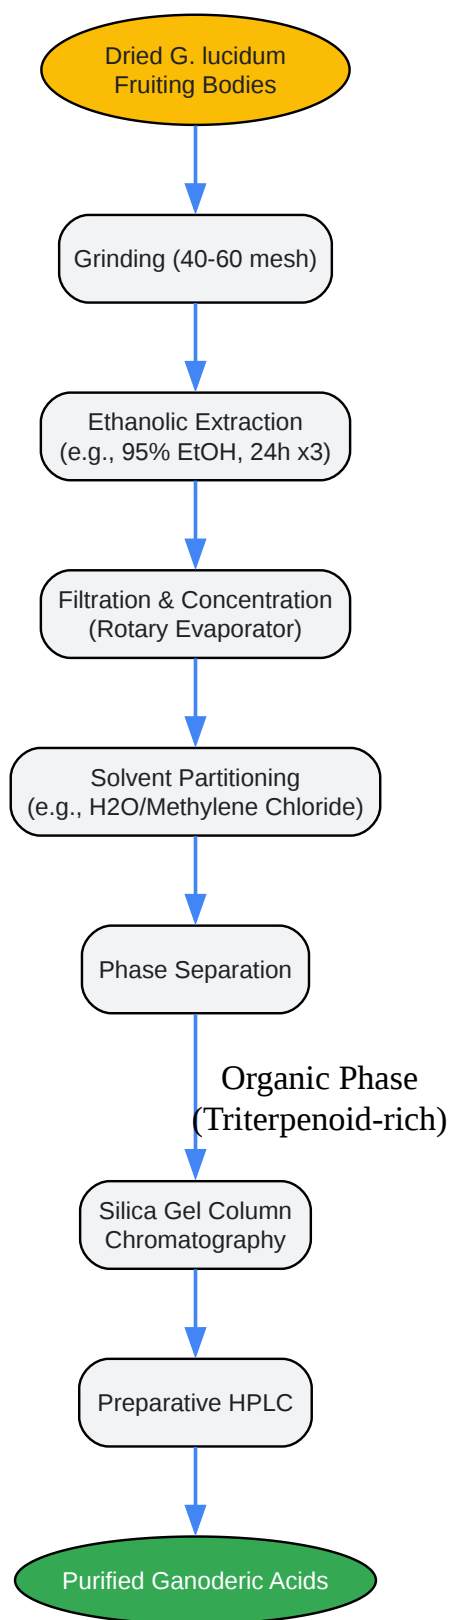 Dried G. lucidum
Fruiting Bodies
Grinding (40-60 mesh)
Ethanolic Extraction
(e.g., 95% EtOH, 24h x3)
Filtration & Concentration
(Rotary Evaporator)
Solvent Partitioning
(e.g., H2O/Methylene Chloride)
Phase Separation
Organic Phase
(Triterpenoid-rich)
Silica Gel Column
Chromatography
Preparative HPLC
Purified Ganoderic Acids